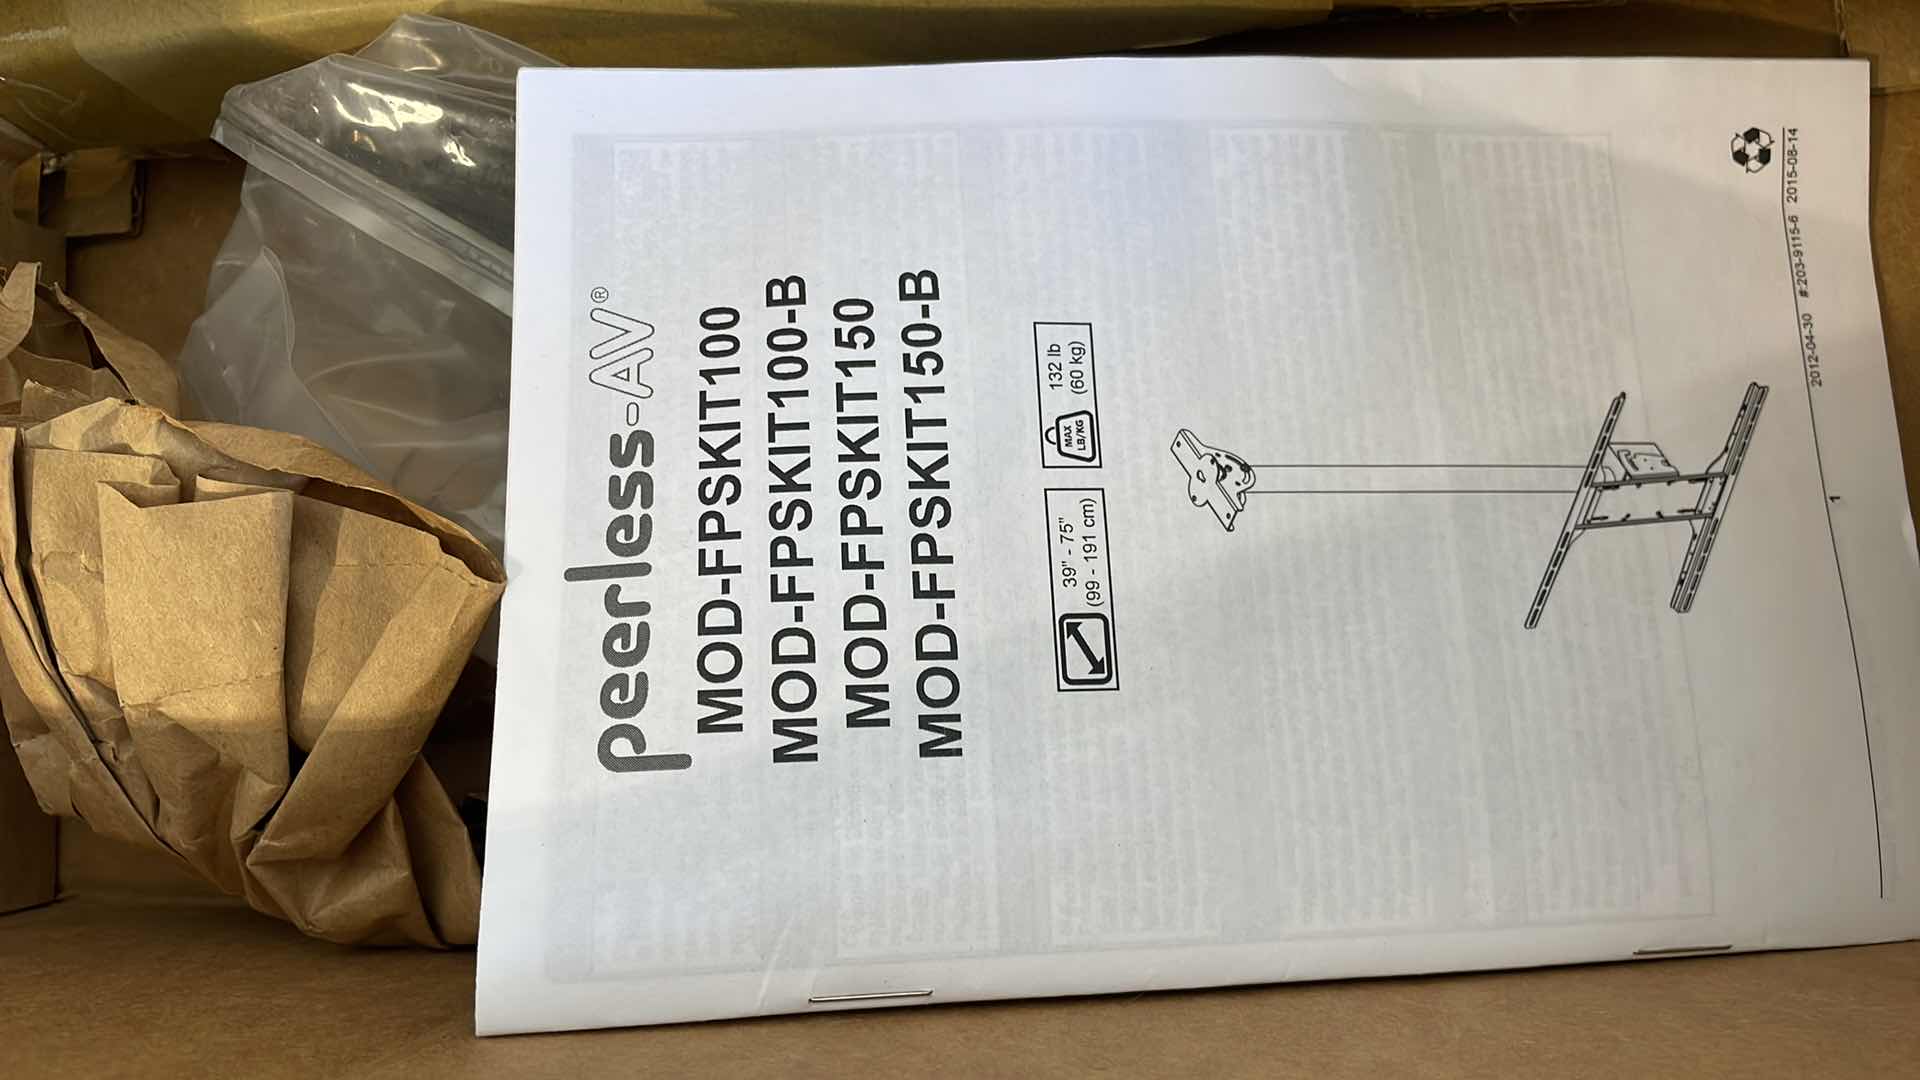 peerless-AV®
MOD-FPSKIT100
MOD-FPSKIT100-B
MOD-FPSKIT150
MOD-FPSKIT150-B
39" - 75"
(99 - 191 cm)
MAX
LB/KG
132 lb
(60 kg)
1
2012-04-30 #:203-9115-6 2015-08-14